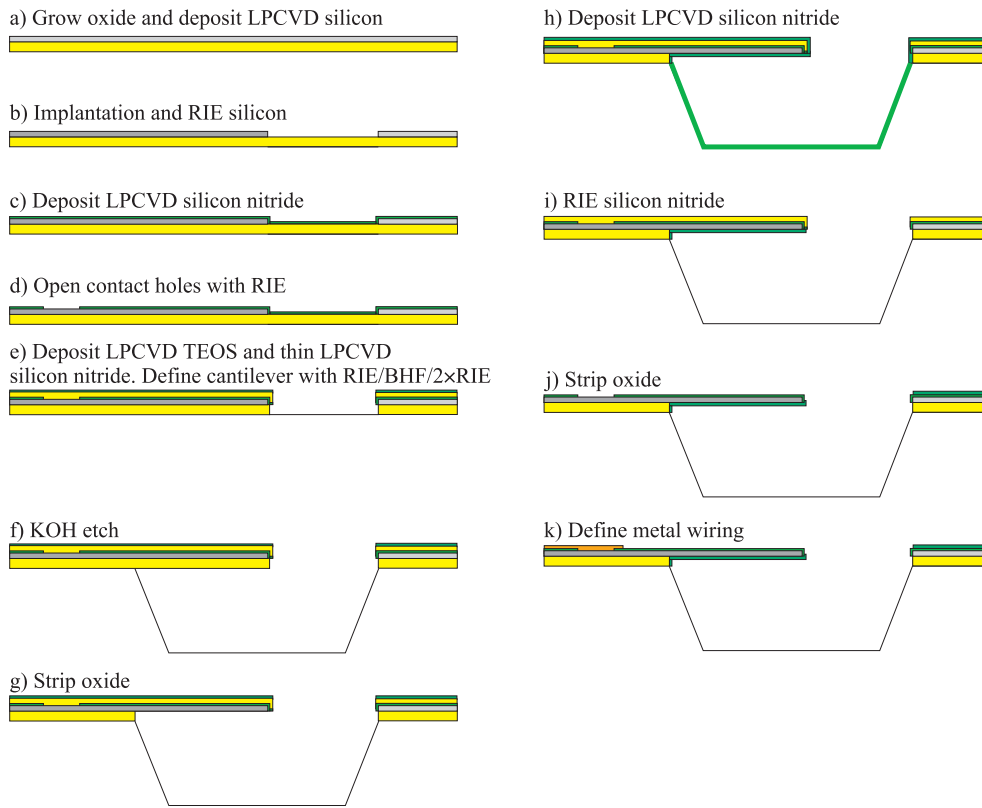 a) Grow oxide and deposit LPCVD silicon
b) Implantation and RIE silicon
c) Deposit LPCVD silicon nitride
d) Open contact holes with RIE
e) Deposit LPCVD TEOS and thin LPCVD
silicon nitride. Define cantilever with RIE/BHF/2×RIE
f) KOH etch
g) Strip oxide
h) Deposit LPCVD silicon nitride
i) RIE silicon nitride
j) Strip oxide
k) Define metal wiring